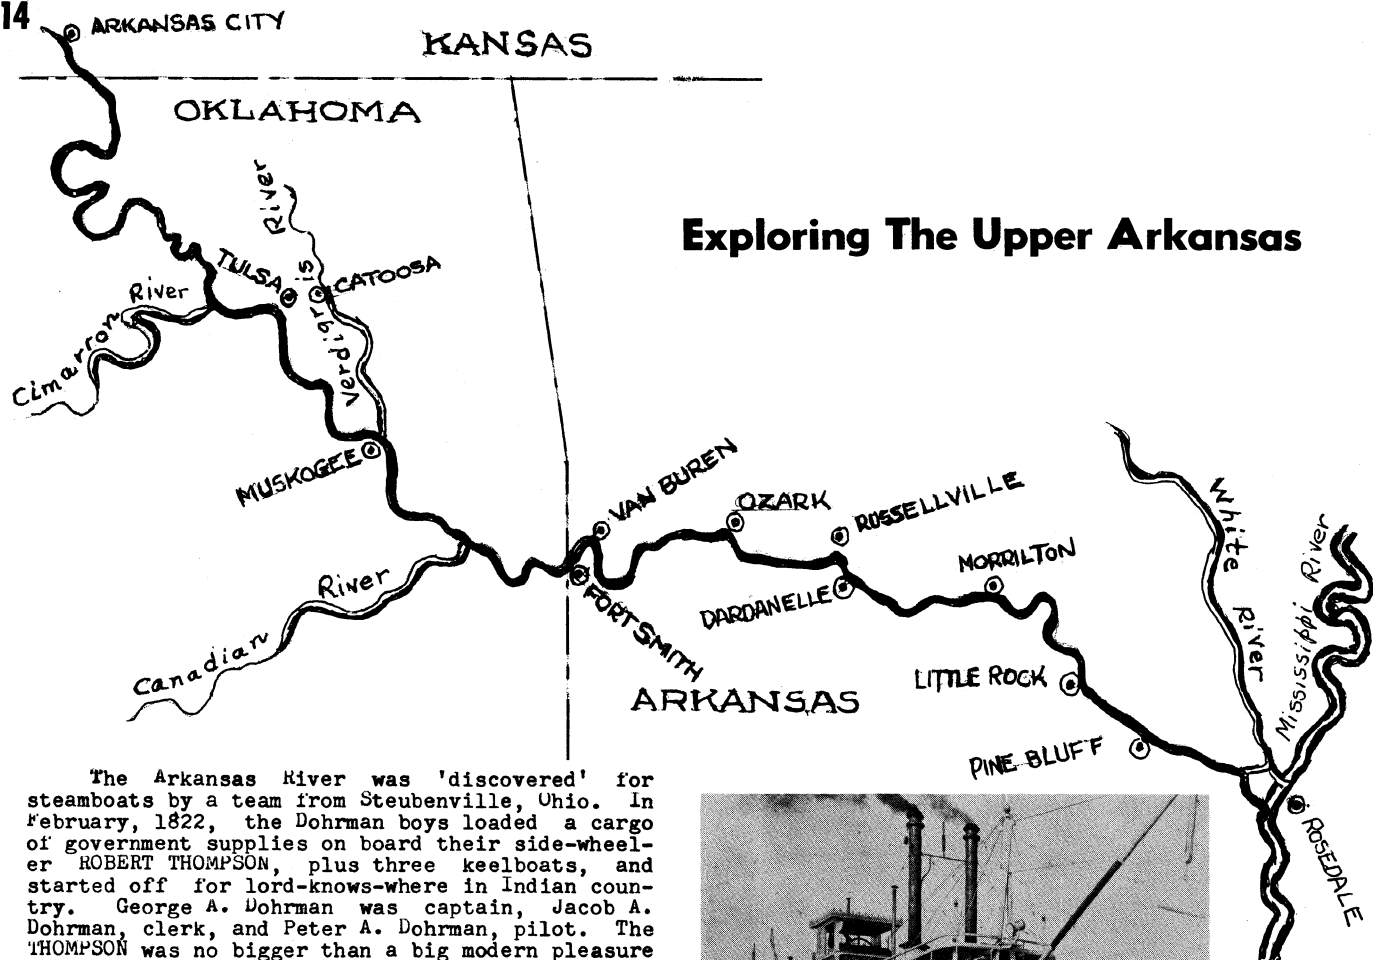 14
ARKANSAS CITY
KANSAS
OKLAHOMA
River
Exploring The Upper Arkansas
TULSA
CATOOSA
Verdigris
River
Cimarron
MUSKOGEE
VAN BUREN
OZARK
ROSSELLVILLE
White
River
MORRILTON
Mississippi River
River
Canadian
DARDANELLE
FORT SMITH
LITTLE ROCK
ARKANSAS
PINE BLUFF
ROSEDALE
The Arkansas River was 'discovered' for
steamboats by a team from Steubenville, Ohio. In
February, 1822, the Dohrman boys loaded a cargo
of government supplies on board their side-wheel-
er ROBERT THOMPSON, plus three keelboats, and
started off for lord-knows-where in Indian coun-
try. George A. Dohrman was captain, Jacob A.
Dohrman, clerk, and Peter A. Dohrman, pilot. The
THOMPSON was no bigger than a big modern pleasure